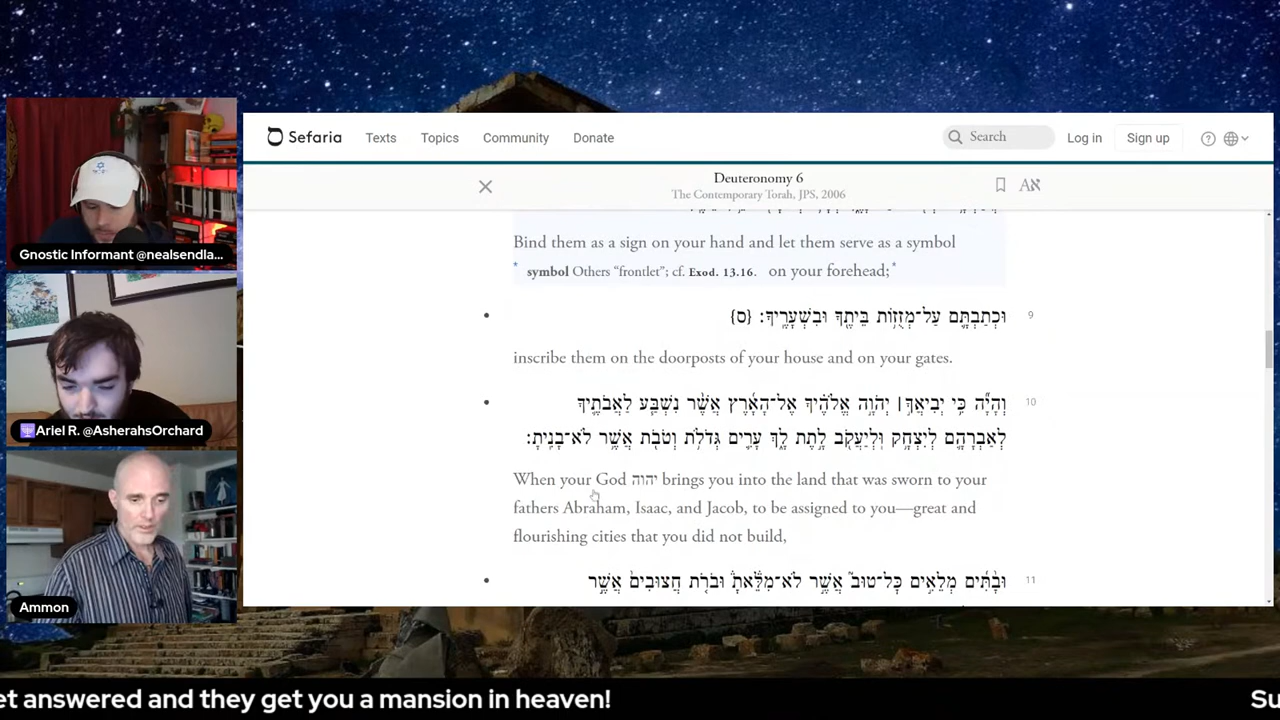 Sefaria
Texts
Topics
Community
Donate
Search
Log in
Sign up
Deuteronomy 6
The Contemporary Torah, JPS, 2006
Bind them as a sign on your hand and let them serve as a symbol
* symbol Others “frontlet”; cf. Exod. 13.16. on your forehead;*
וּכְתַבְתָּ֛ם עַל־מְזֻז֥וֹת בֵּיתֶ֖ךָ וּבִשְׁעָרֶֽיךָ׃ {ס}
9
inscribe them on the doorposts of your house and on your gates.
וְהָיָ֞ה כִּ֥י יְבִיאֲךָ֣ ׀ יְהֹוָ֣ה אֱלֹהֶ֗יךָ אֶל־הָאָ֜רֶץ אֲשֶׁ֨ר נִשְׁבַּ֧ע לַאֲבֹתֶ֛יךָ
10
לְאַבְרָהָ֛ם לְיִצְחָ֥ק וּֽלְיַעֲקֹ֖ב לָ֣תֶת לָ֑ךְ עָרִ֛ים גְּדֹלֹ֥ת וְטֹבֹ֖ת אֲשֶׁ֥ר לֹא־בָנִֽיתָ׃
When your God יהוה brings you into the land that was sworn to your
fathers Abraham, Isaac, and Jacob, to be assigned to you—great and
flourishing cities that you did not build,
וּבָ֨תִּ֜ים מְלֵאִ֣ים כׇּל־טוּב֮ אֲשֶׁ֣ר לֹא־מִלֵּ֒אתָ֒ וּבֹרֹ֤ת חֲצוּבִים֙ אֲשֶׁ֣ר
11
Gnostic Informant @nealsendla...
Ariel R. @AsherahsOrchard
Ammon
et answered and they get you a mansion in heaven!
Su